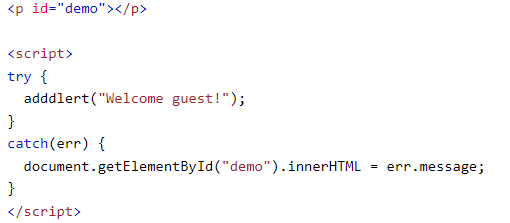 <p id="demo"></p>
<script>
try {
adddlert("Welcome guest!");
}
catch(err) {
document.getElementById("demo").innerHTML = err.message;
}
</script>